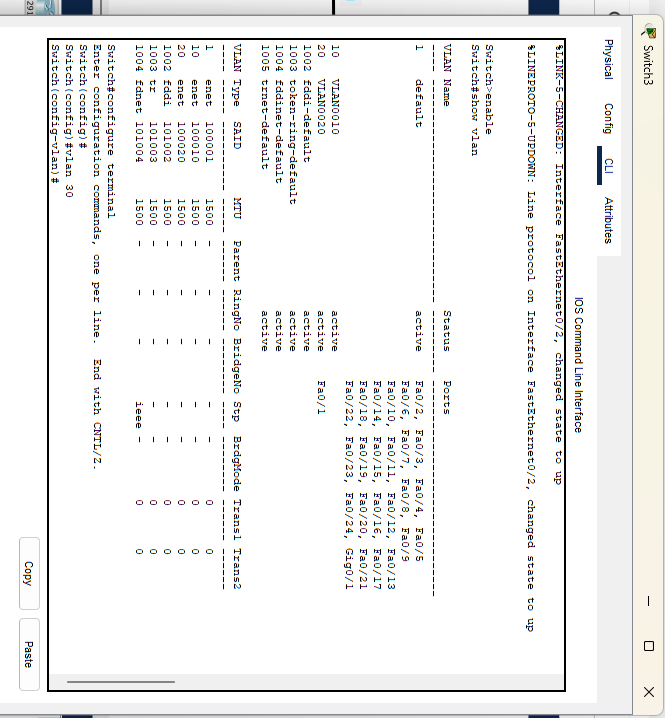 Switch3
Physical Config CLI Attributes
IOS Command Line Interface
%LINK-5-CHANGED: Interface FastEthernet0/2, changed state to up
%LINEPROTO-5-UPDOWN: Line protocol on Interface FastEthernet0/2, changed state to up
Switch>enable
Switch#show vlan
VLAN Name Status Ports
---- -------------------------------- --------- -------------------------------
1 default active Fa0/2, Fa0/3, Fa0/4, Fa0/5
Fa0/6, Fa0/7, Fa0/8, Fa0/9
Fa0/10, Fa0/11, Fa0/12, Fa0/13
Fa0/14, Fa0/15, Fa0/16, Fa0/17
Fa0/18, Fa0/19, Fa0/20, Fa0/21
Fa0/22, Fa0/23, Fa0/24, Gig0/1
10 VLAN0010 active
20 VLAN0020 active Fa0/1
1002 fddi-default active
1003 token-ring-default active
1004 fddinet-default active
1005 trnet-default active
VLAN Type SAID MTU Parent RingNo BridgeNo Stp BrdgMode Trans1 Trans2
---- ----- ---------- ----- ------ ------ -------- ---- -------- ------ ------
1 enet 100001 1500 - - - - - 0 0
10 enet 100010 1500 - - - - - 0 0
20 enet 100020 1500 - - - - - 0 0
1002 fddi 101002 1500 - - - - - 0 0
1003 tr 101003 1500 - - - - - 0 0
1004 fdnet 101004 1500 - - - ieee - 0 0
Switch#configure terminal
Enter configuration commands, one per line. End with CNTL/Z.
Switch(config)#
Switch(config)#vlan 30
Switch(config-vlan)#
Copy Paste